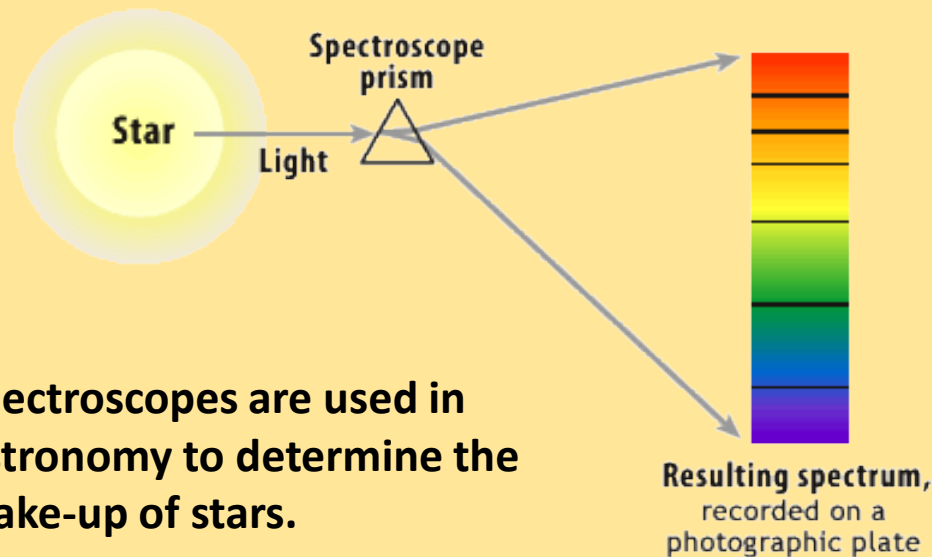 Spectroscope
prism
Star
Light
ectroscopes are used in
tronomy to determine the
ake-up of stars.
Resulting spectrum,
recorded on a
photographic plate